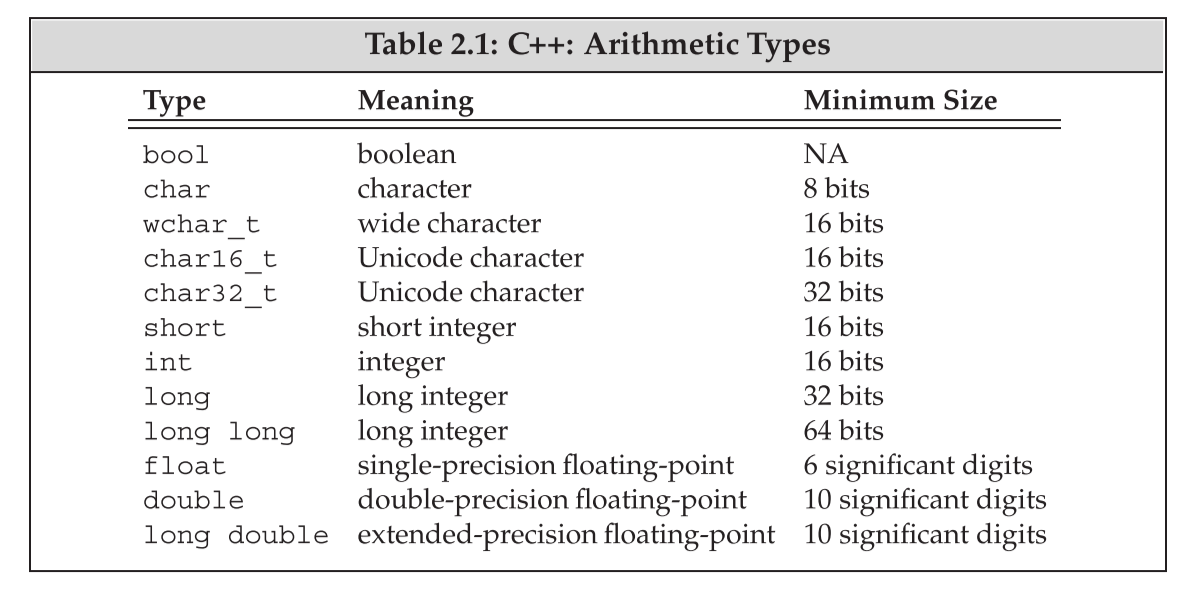 Table 2.1: C++: Arithmetic Types
Type Meaning Minimum Size
bool boolean NA
char character 8 bits
wchar_t wide character 16 bits
char16_t Unicode character 16 bits
char32_t Unicode character 32 bits
short short integer 16 bits
int integer 16 bits
long long integer 32 bits
long long long integer 64 bits
float single-precision floating-point 6 significant digits
double double-precision floating-point 10 significant digits
long double extended-precision floating-point 10 significant digits